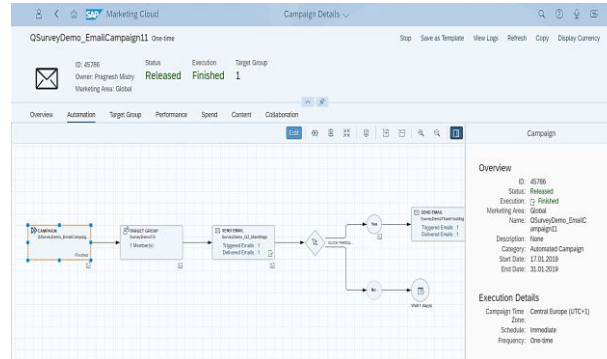 SAP Marketing Cloud
Campaign Details
QSurveyDemo_EmailCampaign11 One-time
Stop Save as Template View Logs Refresh Copy Display Currency
ID: 45786
Owner: Pragnesh Mistry
Marketing Area: Global
Status
Released
Execution
Finished
Target Group
1
Overview Automation Target Group Performance Spend Content Collaboration
Edit
Campaign
CAMPAIGN
Finished
TARGET GROUP
1 Member(s)
SEND EMAIL
Triggered Emails : 1
Delivered Emails : 1
Yes
No
SEND EMAIL
Triggered Emails : 1
Delivered Emails : 1
Overview
ID: 45786
Status: Released
Execution: Finished
Marketing Area: Global
Name: QSurveyDemo_EmailC
ampaign11
Description: None
Category: Automated Campaign
Start Date: 17.01.2019
End Date: 31.01.2019
Execution Details
Campaign Time Central Europe (UTC+1)
Zone:
Schedule: Immediate
Frequency: One-time